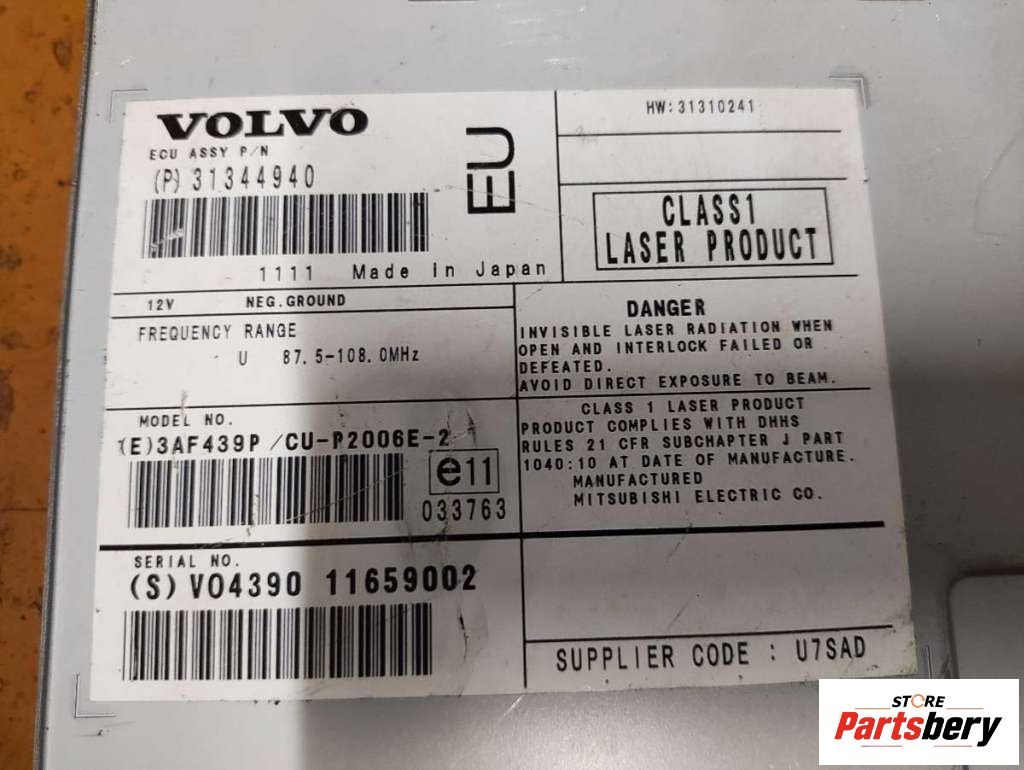 VOLVO
ECU ASSY P/N
(P) 31344940
EU
1111 Made in Japan
HW:31310241
CLASS1
LASER PRODUCT
12V NEG.GROUND
FREQUENCY RANGE
U 87.5-108.0MHz
DANGER
INVISIBLE LASER RADIATION WHEN
OPEN AND INTERLOCK FAILED OR
DEFEATED.
AVOID DIRECT EXPOSURE TO BEAM.
MODEL NO.
(E)3AF439P/CU-P2006E-2
e11
033763
CLASS 1 LASER PRODUCT
PRODUCT COMPLIES WITH DHHS
RULES 21 CFR SUBCHAPTER J PART
1040:10 AT DATE OF MANUFACTURE.
MANUFACTURED
MITSUBISHI ELECTRIC CO.
SERIAL NO.
(S) VO4390 11659002
SUPPLIER CODE : U7SAD
STORE
Partsbery